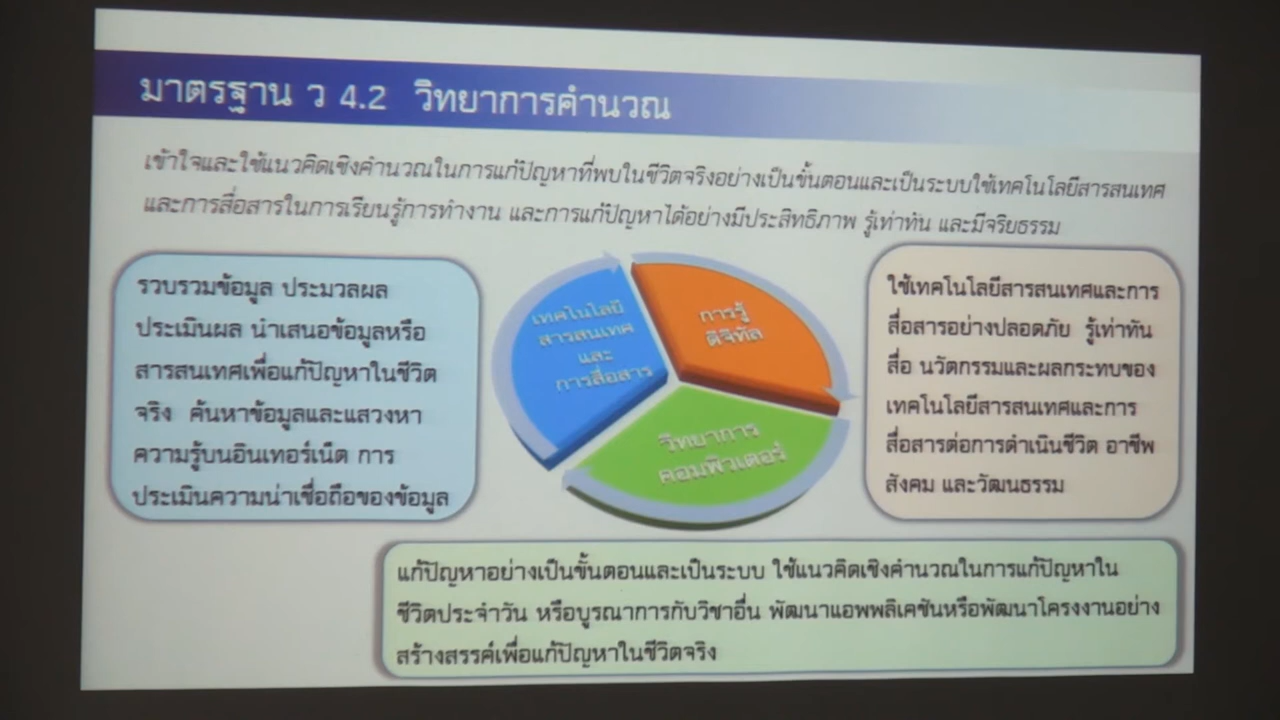 มาตรฐาน ว 4.2 วิทยาการคำนวณ
เข้าใจและใช้แนวคิดเชิงคำนวณในการแก้ปัญหาที่พบในชีวิตจริงอย่างเป็นขั้นตอนและเป็นระบบใช้เทคโนโลยีสารสนเทศ
และการสื่อสารในการเรียนรู้การทำงาน และการแก้ปัญหาได้อย่างมีประสิทธิภาพ รู้เท่าทัน และมีจริยธรรม
รวบรวมข้อมูล ประมวลผล
ประเมินผล นำเสนอข้อมูลหรือ
สารสนเทศเพื่อแก้ปัญหาในชีวิต
จริง ค้นหาข้อมูลและแสวงหา
ความรู้บนอินเทอร์เน็ต การ
ประเมินความน่าเชื่อถือของข้อมูล
เทคโนโลยี
สารสนเทศ
และ
การสื่อสาร
การรู้
ดิจิทัล
วิทยาการ
คอมพิวเตอร์
ใช้เทคโนโลยีสารสนเทศและการ
สื่อสารอย่างปลอดภัย รู้เท่าทัน
สื่อ นวัตกรรมและผลกระทบของ
เทคโนโลยีสารสนเทศและการ
สื่อสารต่อการดำเนินชีวิต อาชีพ
สังคม และวัฒนธรรม
แก้ปัญหาอย่างเป็นขั้นตอนและเป็นระบบ ใช้แนวคิดเชิงคำนวณในการแก้ปัญหาใน
ชีวิตประจำวัน หรือบูรณาการกับวิชาอื่น พัฒนาแอพพลิเคชันหรือพัฒนาโครงงานอย่าง
สร้างสรรค์เพื่อแก้ปัญหาในชีวิตจริง